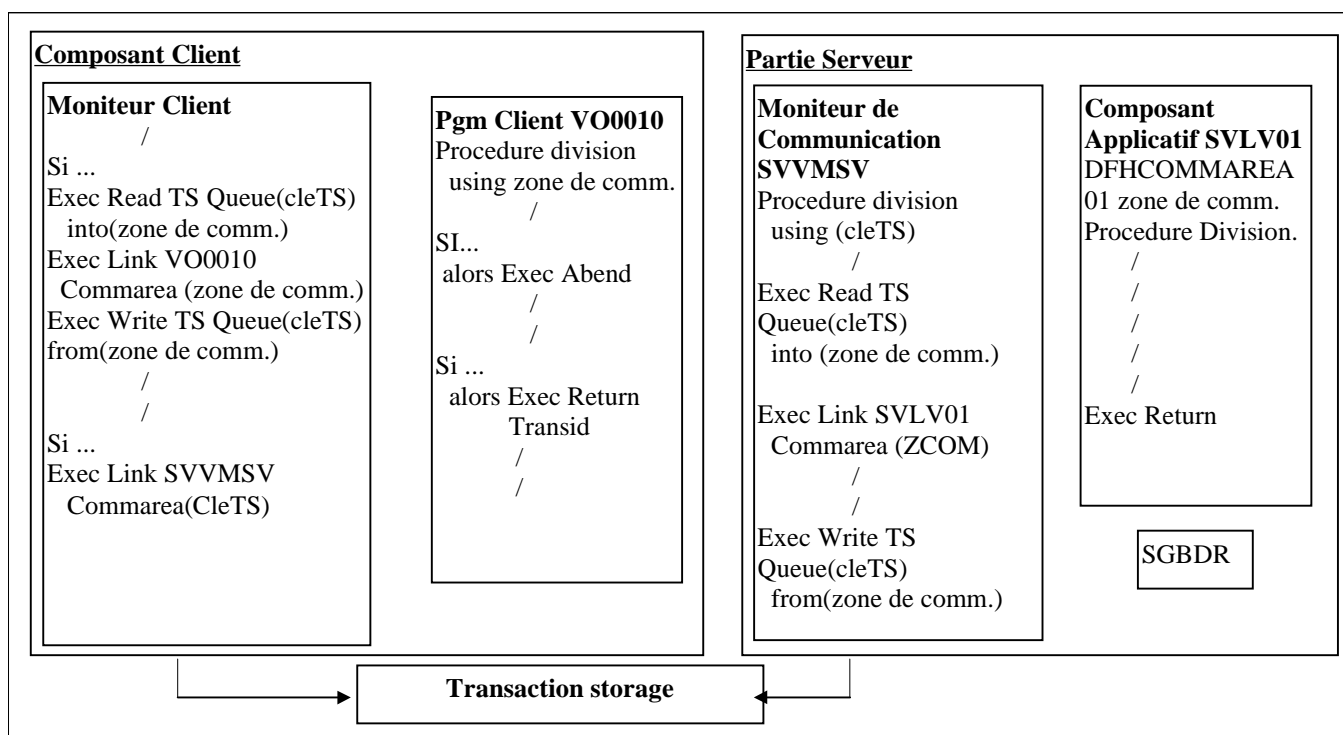 Composant Client
Moniteur Client
/
Si ...
Exec Read TS Queue(cleTS)
into(zone de comm.)
Exec Link VO0010
Commarea (zone de comm.)
Exec Write TS Queue(cleTS)
from(zone de comm.)
/
/
Si ...
Exec Link SVVMSV
Commarea(CleTS)
Pgm Client VO0010
Procedure division
using zone de comm.
/
SI...
alors Exec Abend
/
/
Si ...
alors Exec Return
Transid
/
/
Partie Serveur
Moniteur de
Communication
SVVMSV
Procedure division
using (cleTS)
/
Exec Read TS
Queue(cleTS)
into (zone de comm.)
Exec Link SVLV01
Commarea (ZCOM)
/
/
Exec Write TS
Queue(cleTS)
from(zone de comm.)
Composant
Applicatif SVLV01
DFHCOMMAREA
01 zone de comm.
Procedure Division.
/
/
/
/
/
Exec Return
SGBDR
Transaction storage